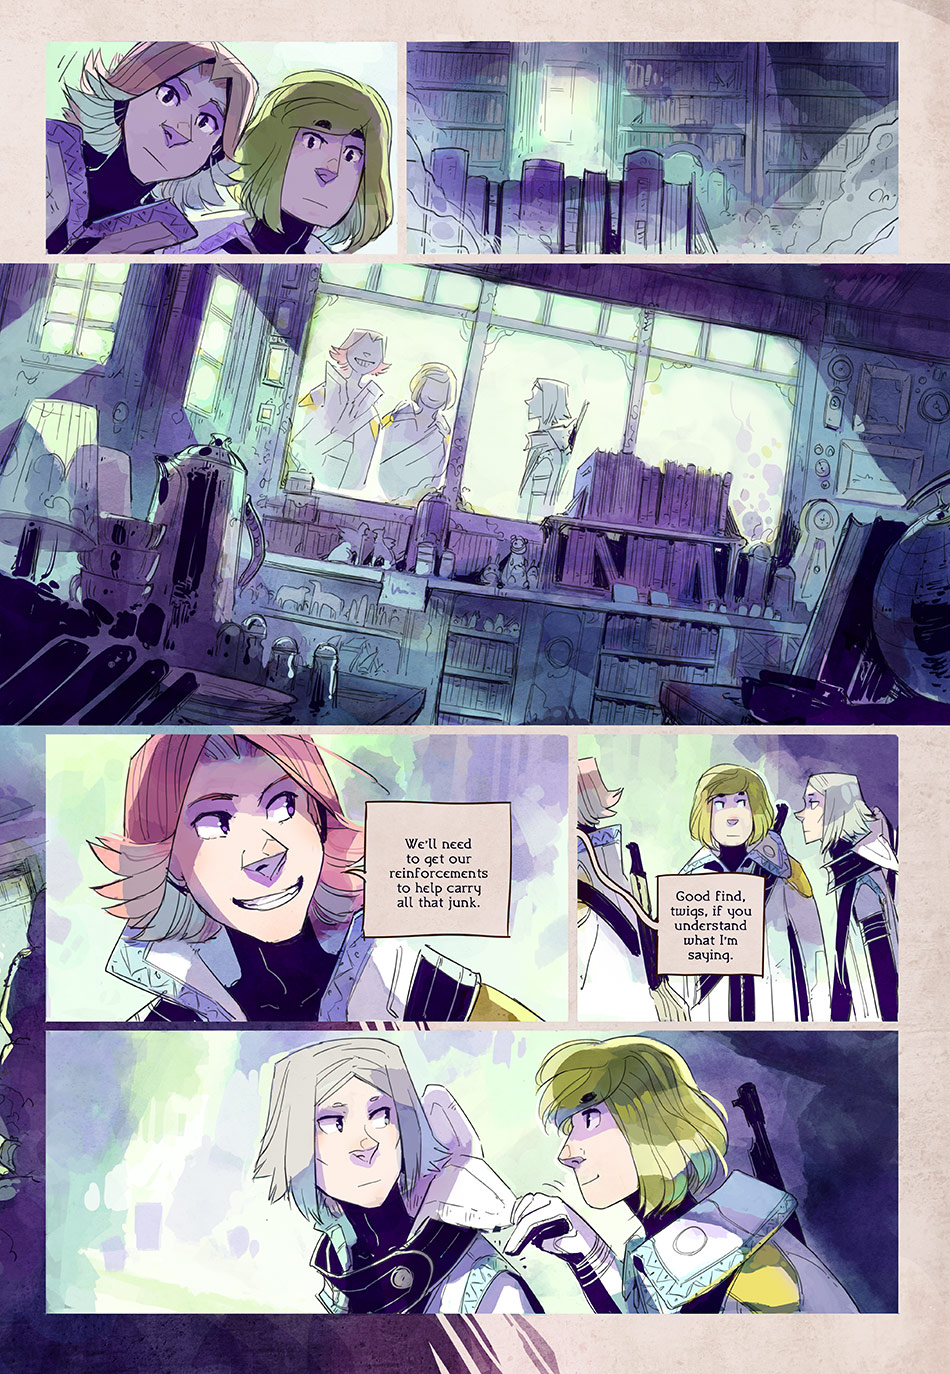 We'll need
to get our
reinforcements
to help carry
all that junk.
Good find,
twigs, if you
understand
what I'm
saying.